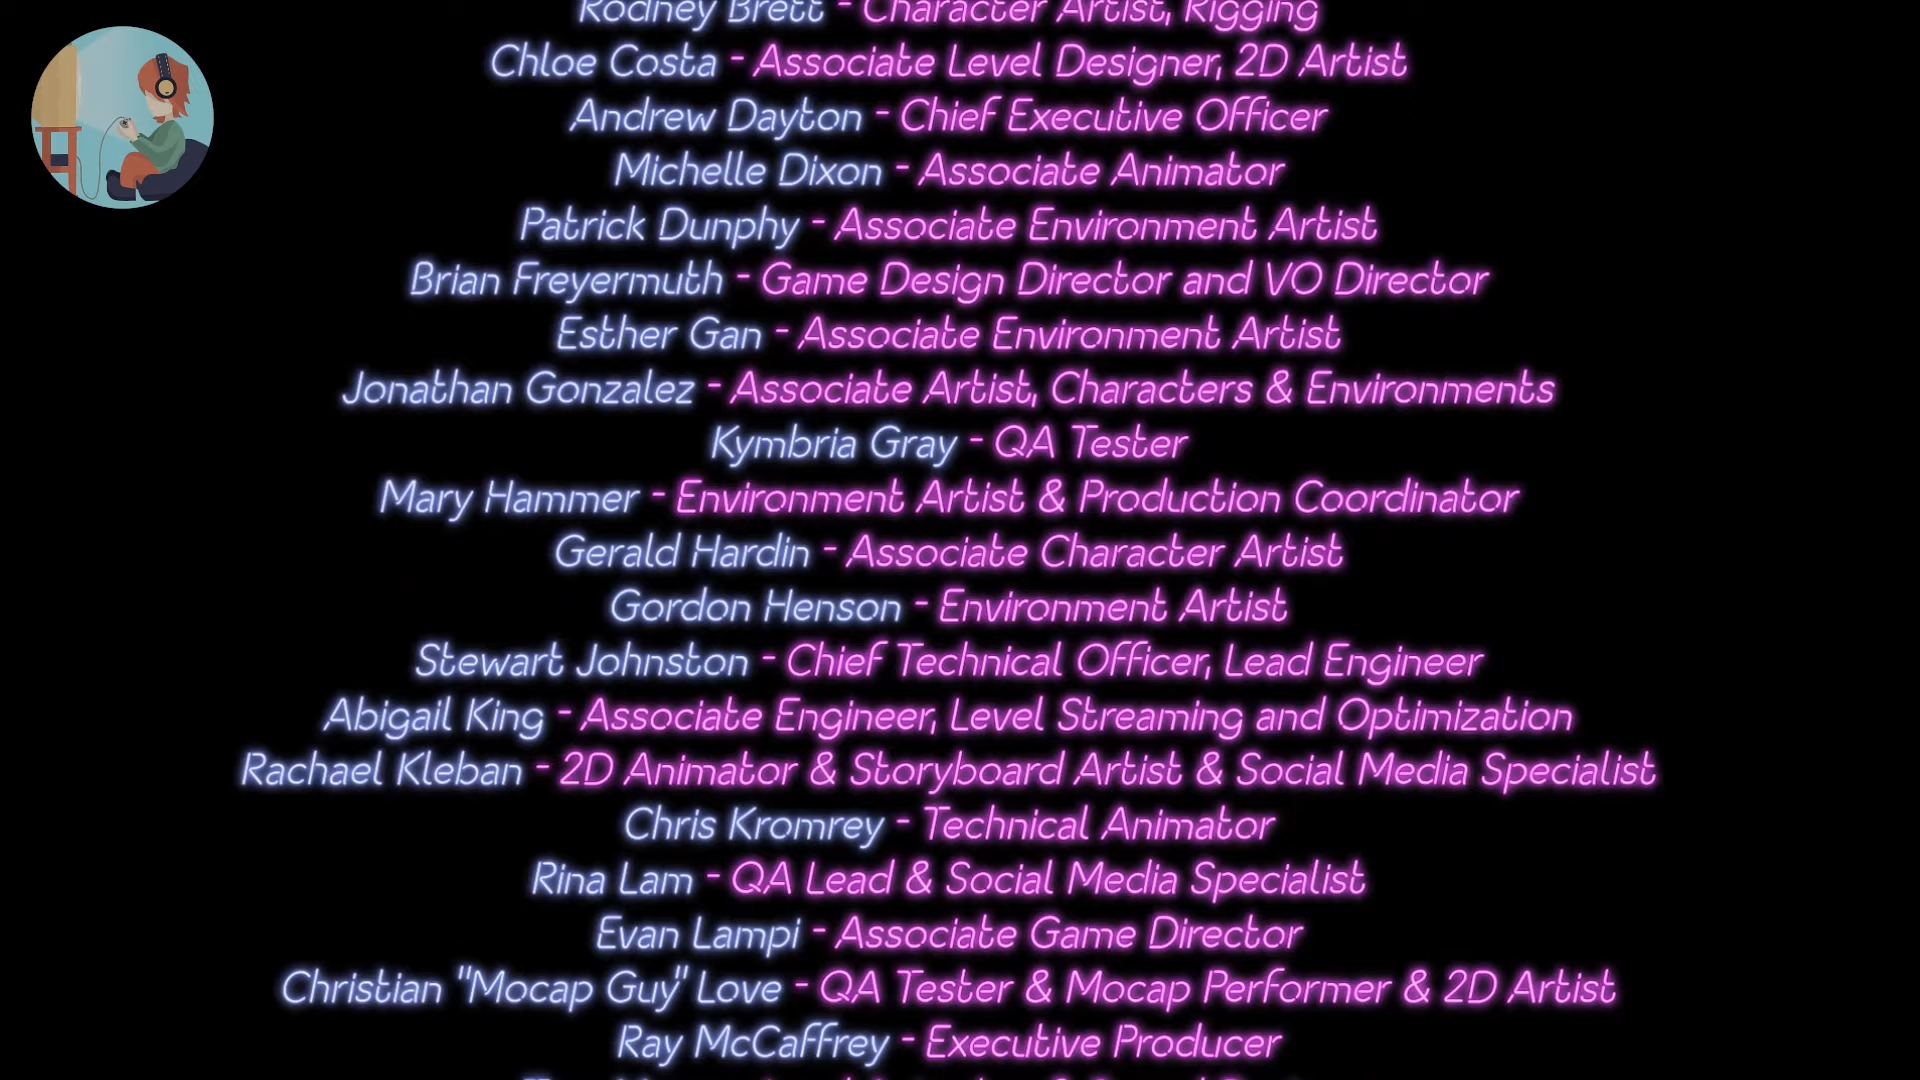 Rodney Brett - Character Artist, Rigging
Chloe Costa - Associate Level Designer, 2D Artist
Andrew Dayton - Chief Executive Officer
Michelle Dixon - Associate Animator
Patrick Dunphy - Associate Environment Artist
Brian Freyermuth - Game Design Director and VO Director
Esther Gan - Associate Environment Artist
Jonathan Gonzalez - Associate Artist, Characters & Environments
Kymbria Gray - QA Tester
Mary Hammer - Environment Artist & Production Coordinator
Gerald Hardin - Associate Character Artist
Gordon Henson - Environment Artist
Stewart Johnston - Chief Technical Officer, Lead Engineer
Abigail King - Associate Engineer, Level Streaming and Optimization
Rachael Kleban - 2D Animator & Storyboard Artist & Social Media Specialist
Chris Kromrey - Technical Animator
Rina Lam - QA Lead & Social Media Specialist
Evan Lampi - Associate Game Director
Christian "Mocap Guy" Love - QA Tester & Mocap Performer & 2D Artist
Ray McCaffrey - Executive Producer